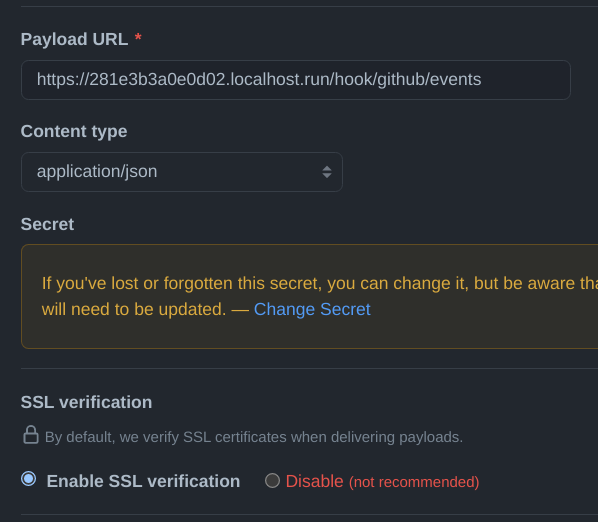 Payload URL *
https://281e3b3a0e0d02.localhost.run/hook/github/events
Content type
application/json
Secret
If you've lost or forgotten this secret, you can change it, but be aware
will need to be updated. — Change Secret
SSL verification
By default, we verify SSL certificates when delivering payloads.
Enable SSL verification Disable (not recommended)